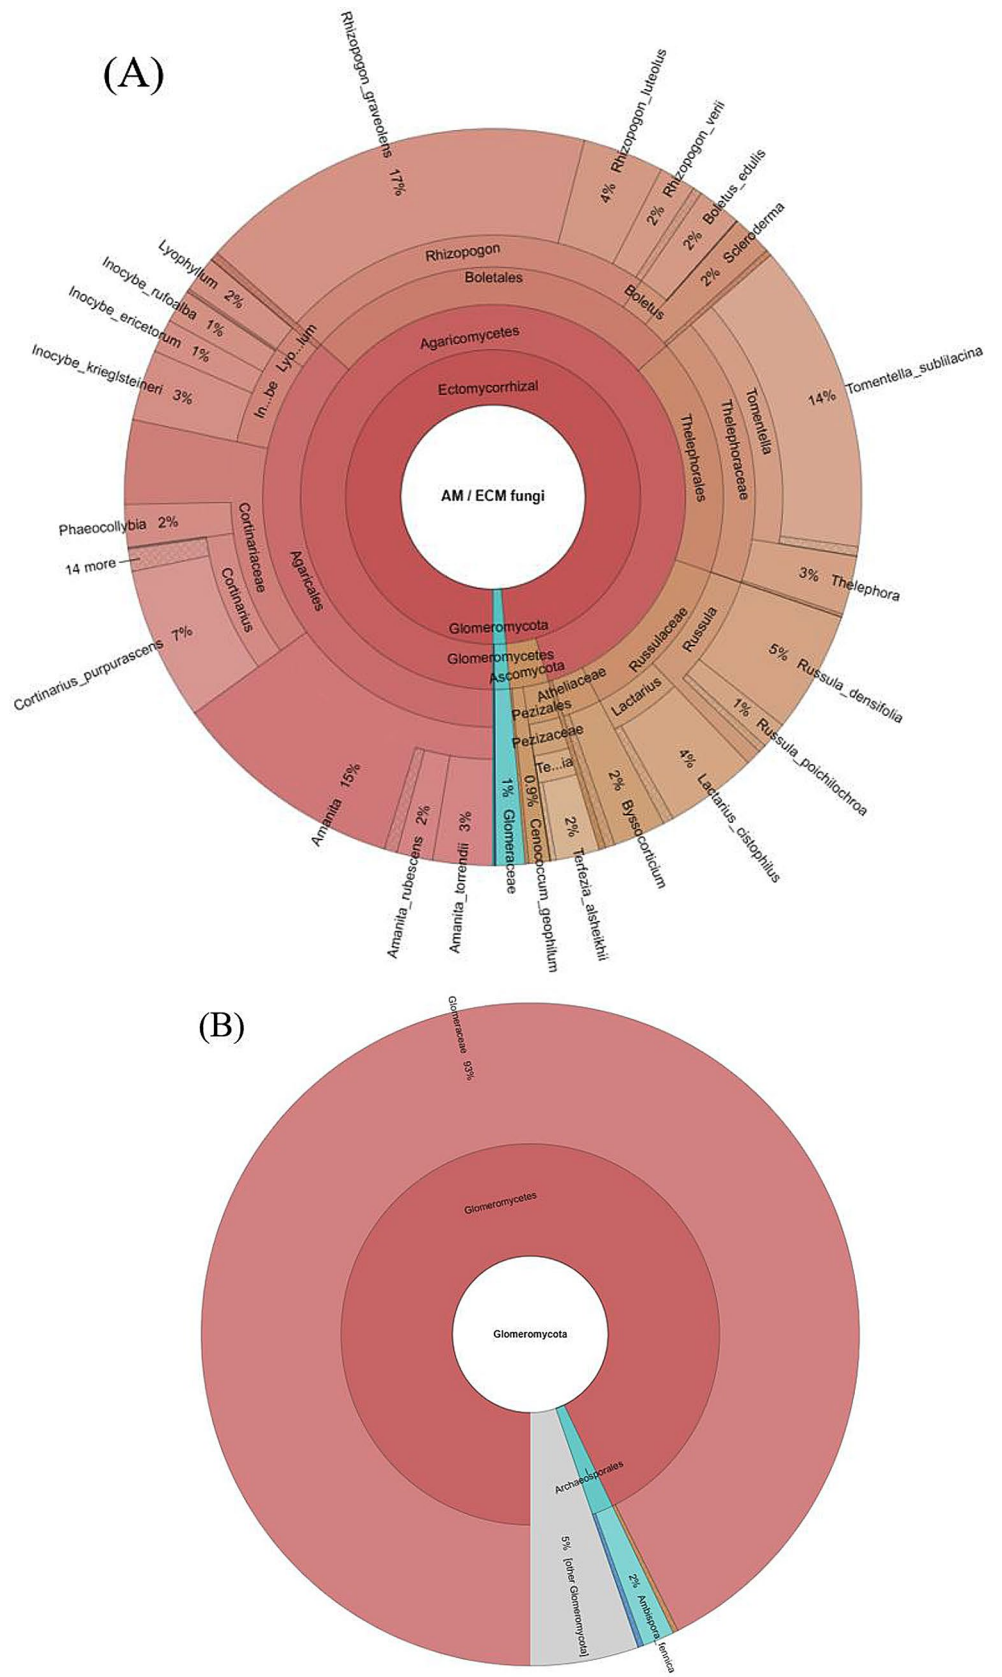 (A)
Rhizopogon_graveolens 17%
4% Rhizopogon_luteolus
2% Rhizopogon_verii
2% Boletus_edulis
2% Scleroderma
Lyophyllum 2%
Inocybe_rufoalba 1%
Inocybe_ericetorum 1%
Inocybe_krieglsteineri 3%
Rhizopogon
Boletales
Boletus
Lyo...lum
In...be
Agaricomycetes
Ectomycorrhizal
AM / ECM fungi
14% Tomentella_sublilacina
Tomentella
Thelephoraceae
Thelephorales
3% Thelephora
Phaeocollybia 2%
14 more
Cortinariaceae
Cortinarius
Agaricales
Cortinarius_purpurascens 7%
Glomeromycota
Glomeromycetes
Ascomycota
Atheliaceae
Pezizales
Pezizaceae
Te...ia
Russulaceae
Russula
Lactarius
5% Russula_densifolia
1% Russula_poichilochroa
4% Lactarius_cistophilus
2% Byssocorticium
2% Terfezia_alsheikhii
0.9% Cenococcum_geophilum
1% Glomeraceae
Amanita 15%
Amanita_rubescens 2%
Amanita_torrendii 3%
(B)
Glomeraceae 93%
Glomeromycetes
Glomeromycota
Archaeosporales
5% [other Glomeromycota]
2% Ambispora_fennica